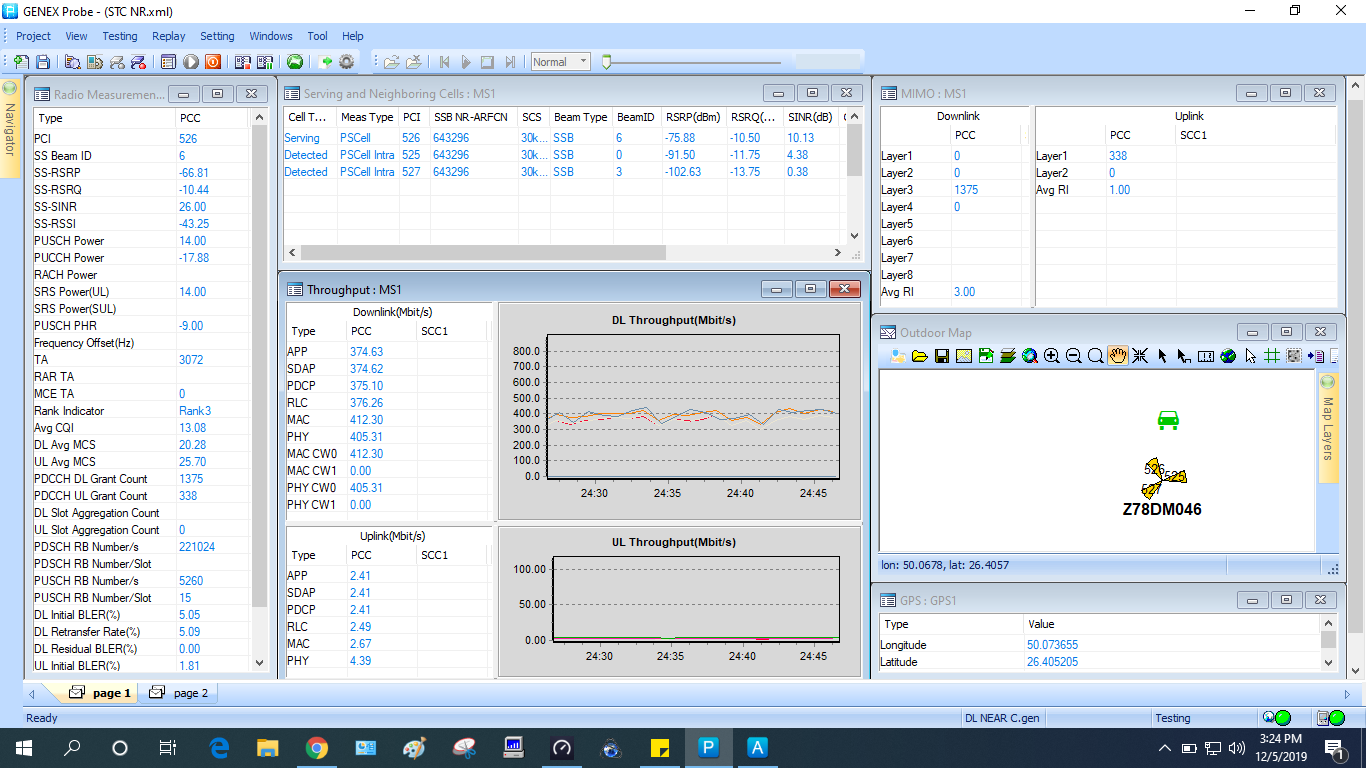 GENEX Probe - (STC NR.xml)
Project View Testing Replay Setting Windows Tool Help
Normal
Navigator
Radio Measuremen...
Type PCC
PCI 526
SS Beam ID 6
SS-RSRP -66.81
SS-RSRQ -10.44
SS-SINR 26.00
SS-RSSI -43.25
PUSCH Power 14.00
PUCCH Power -17.88
RACH Power
SRS Power(UL) 14.00
SRS Power(SUL)
PUSCH PHR -9.00
Frequency Offset(Hz)
TA 3072
RAR TA
MCE TA 0
Rank Indicator Rank3
Avg CQI 13.08
DL Avg MCS 20.28
UL Avg MCS 25.70
PDCCH DL Grant Count 1375
PDCCH UL Grant Count 338
DL Slot Aggregation Count
UL Slot Aggregation Count 0
PDSCH RB Number/s 221024
PDSCH RB Number/Slot
PUSCH RB Number/s 5260
PUSCH RB Number/Slot 15
DL Initial BLER(%) 5.05
DL Retransfer Rate(%) 5.09
DL Residual BLER(%) 0.00
UL Initial BLER(%) 1.81
Serving and Neighboring Cells : MS1
Cell T... Meas Type PCI SSB NR-ARFCN SCS Beam Type BeamID RSRP(dBm) RSRQ(... SINR(dB)
Serving PSCell 526 643296 30k... SSB 6 -75.88 -10.50 10.13
Detected PSCell Intra 525 643296 30k... SSB 0 -91.50 -11.75 4.38
Detected PSCell Intra 527 643296 30k... SSB 3 -102.63 -13.75 0.38
Throughput : MS1
Downlink(Mbit/s)
Type PCC SCC1
APP 374.63
SDAP 374.62
PDCP 375.10
RLC 376.26
MAC 412.30
PHY 405.31
MAC CW0 412.30
MAC CW1 0.00
PHY CW0 405.31
PHY CW1 0.00
DL Throughput(Mbit/s)
800.0
700.0
600.0
500.0
400.0
300.0
200.0
100.0
0.0
24:30 24:35 24:40 24:45
Uplink(Mbit/s)
Type PCC SCC1
APP 2.41
SDAP 2.41
PDCP 2.41
RLC 2.49
MAC 2.67
PHY 4.39
UL Throughput(Mbit/s)
100.00
50.00
0.00
24:30 24:35 24:40 24:45
MIMO : MS1
Downlink
PCC
Layer1 0
Layer2 0
Layer3 1375
Layer4 0
Layer5
Layer6
Layer7
Layer8
Avg RI 3.00
Uplink
PCC SCC1
Layer1 338
Layer2 0
Avg RI 1.00
Outdoor Map
526
525
527
Z78DM046
Map Layers
lon: 50.0678, lat: 26.4057
GPS : GPS1
Type Value
Longitude 50.073655
Latitude 26.405205
page 1 page 2
Ready DL NEAR C.gen Testing
3:24 PM
12/5/2019
1